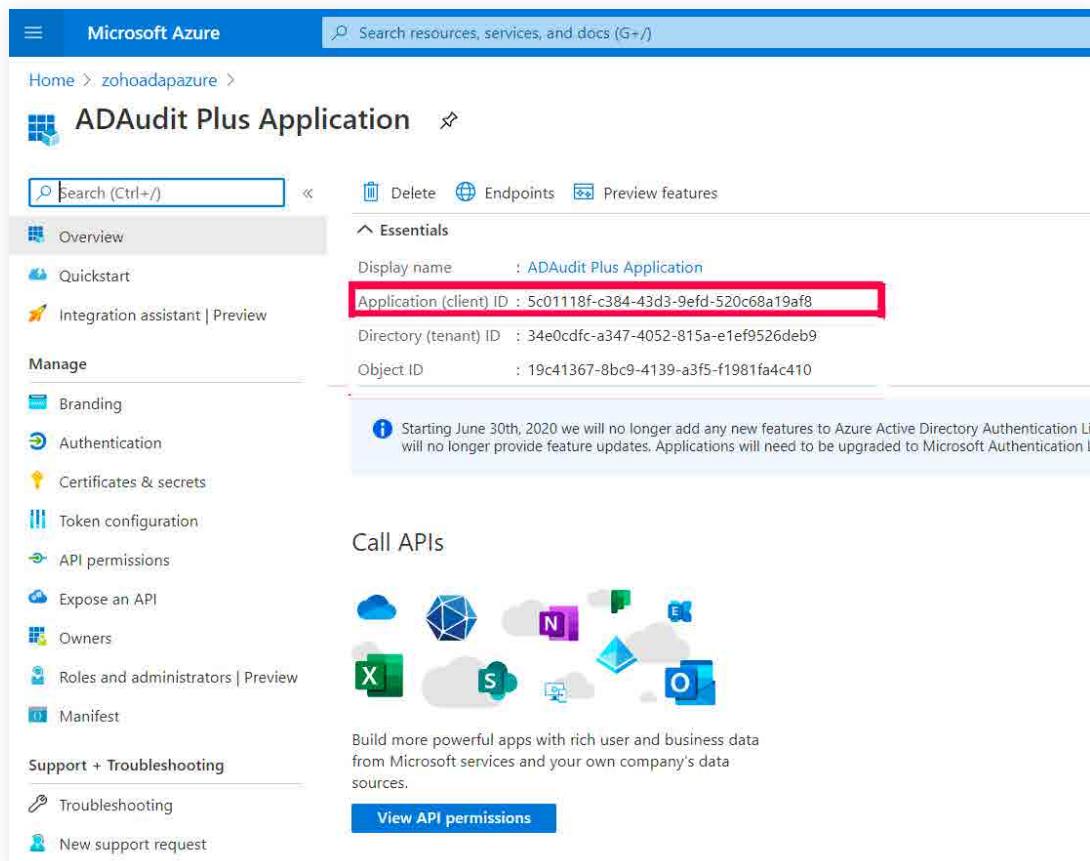 Microsoft Azure
Search resources, services, and docs (G+/)
Home > zohoadapazure >
ADAudit Plus Application
Search (Ctrl+/)
«
Delete
Endpoints
Preview features
Overview
Quickstart
Integration assistant | Preview
Manage
Branding
Authentication
Certificates & secrets
Token configuration
API permissions
Expose an API
Owners
Roles and administrators | Preview
Manifest
Support + Troubleshooting
Troubleshooting
New support request
Essentials
Display name : ADAudit Plus Application
Application (client) ID : 5c01118f-c384-43d3-9efd-520c68a19af8
Directory (tenant) ID : 34e0cdfc-a347-4052-815a-e1ef9526deb9
Object ID : 19c41367-8bc9-4139-a3f5-f1981fa4c410
Starting June 30th, 2020 we will no longer add any new features to Azure Active Directory Authentication Li
will no longer provide feature updates. Applications will need to be upgraded to Microsoft Authentication L
Call APIs
N
E
X
S
O
Build more powerful apps with rich user and business data
from Microsoft services and your own company's data
sources.
View API permissions